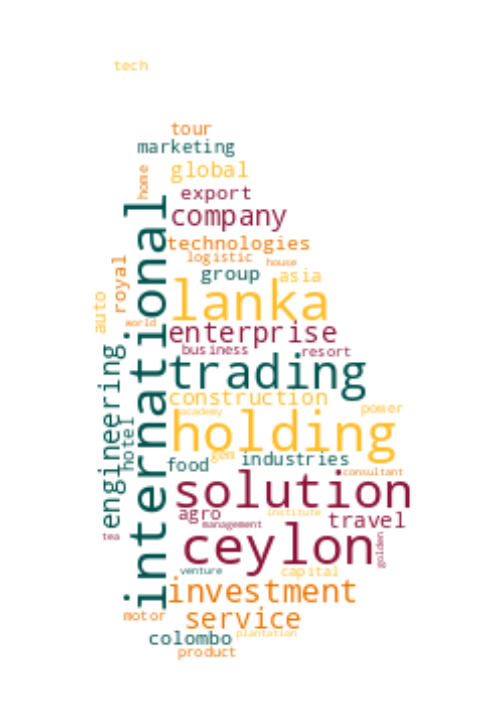 tech
tour
marketing
home
global
export
international
company
technologies
logistic
house
royal
group
asia
auto
lanka
world
enterprise
engineering
business
resort
trading
hotel
construction
power
academy
holding
gem
industries
food
consultant
solution
agro
institute
travel
management
tea
ceylon
golden
venture
capital
investment
motor
service
colombo
plantation
product